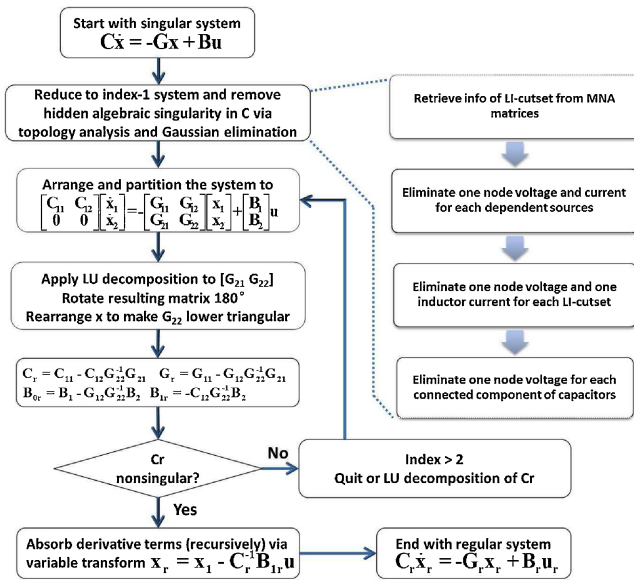 Start with singular system
Cẋ = -Gx + Bu
Reduce to index-1 system and remove
hidden algebraic singularity in C via
topology analysis and Gaussian elimination
Arrange and partition the system to
[C₁₁ C₁₂; 0 0][ẋ₁; ẋ₂]=-[G₁₁ G₁₂; G₂₁ G₂₂][x₁; x₂]+[B₁; B₂]u
Apply LU decomposition to [G₂₁ G₂₂]
Rotate resulting matrix 180°
Rearrange x to make G₂₂ lower triangular
Cᵣ = C₁₁ - C₁₂G₂₂⁻¹G₂₁ Gᵣ = G₁₁ - G₁₂G₂₂⁻¹G₂₁
B₀ᵣ = B₁ - G₁₂G₂₂⁻¹B₂ B₁ᵣ = -C₁₂G₂₂⁻¹B₂
Cr
nonsingular?
No
Index > 2
Quit or LU decomposition of Cr
Yes
Absorb derivative terms (recursively) via
variable transform xᵣ = x₁ - Cᵣ⁻¹B₁ᵣu
End with regular system
Cᵣẋᵣ = -Gᵣxᵣ + Bᵣuᵣ
Retrieve info of LI-cutset from MNA
matrices
Eliminate one node voltage and current
for each dependent sources
Eliminate one node voltage and one
inductor current for each LI-cutset
Eliminate one node voltage for each
connected component of capacitors